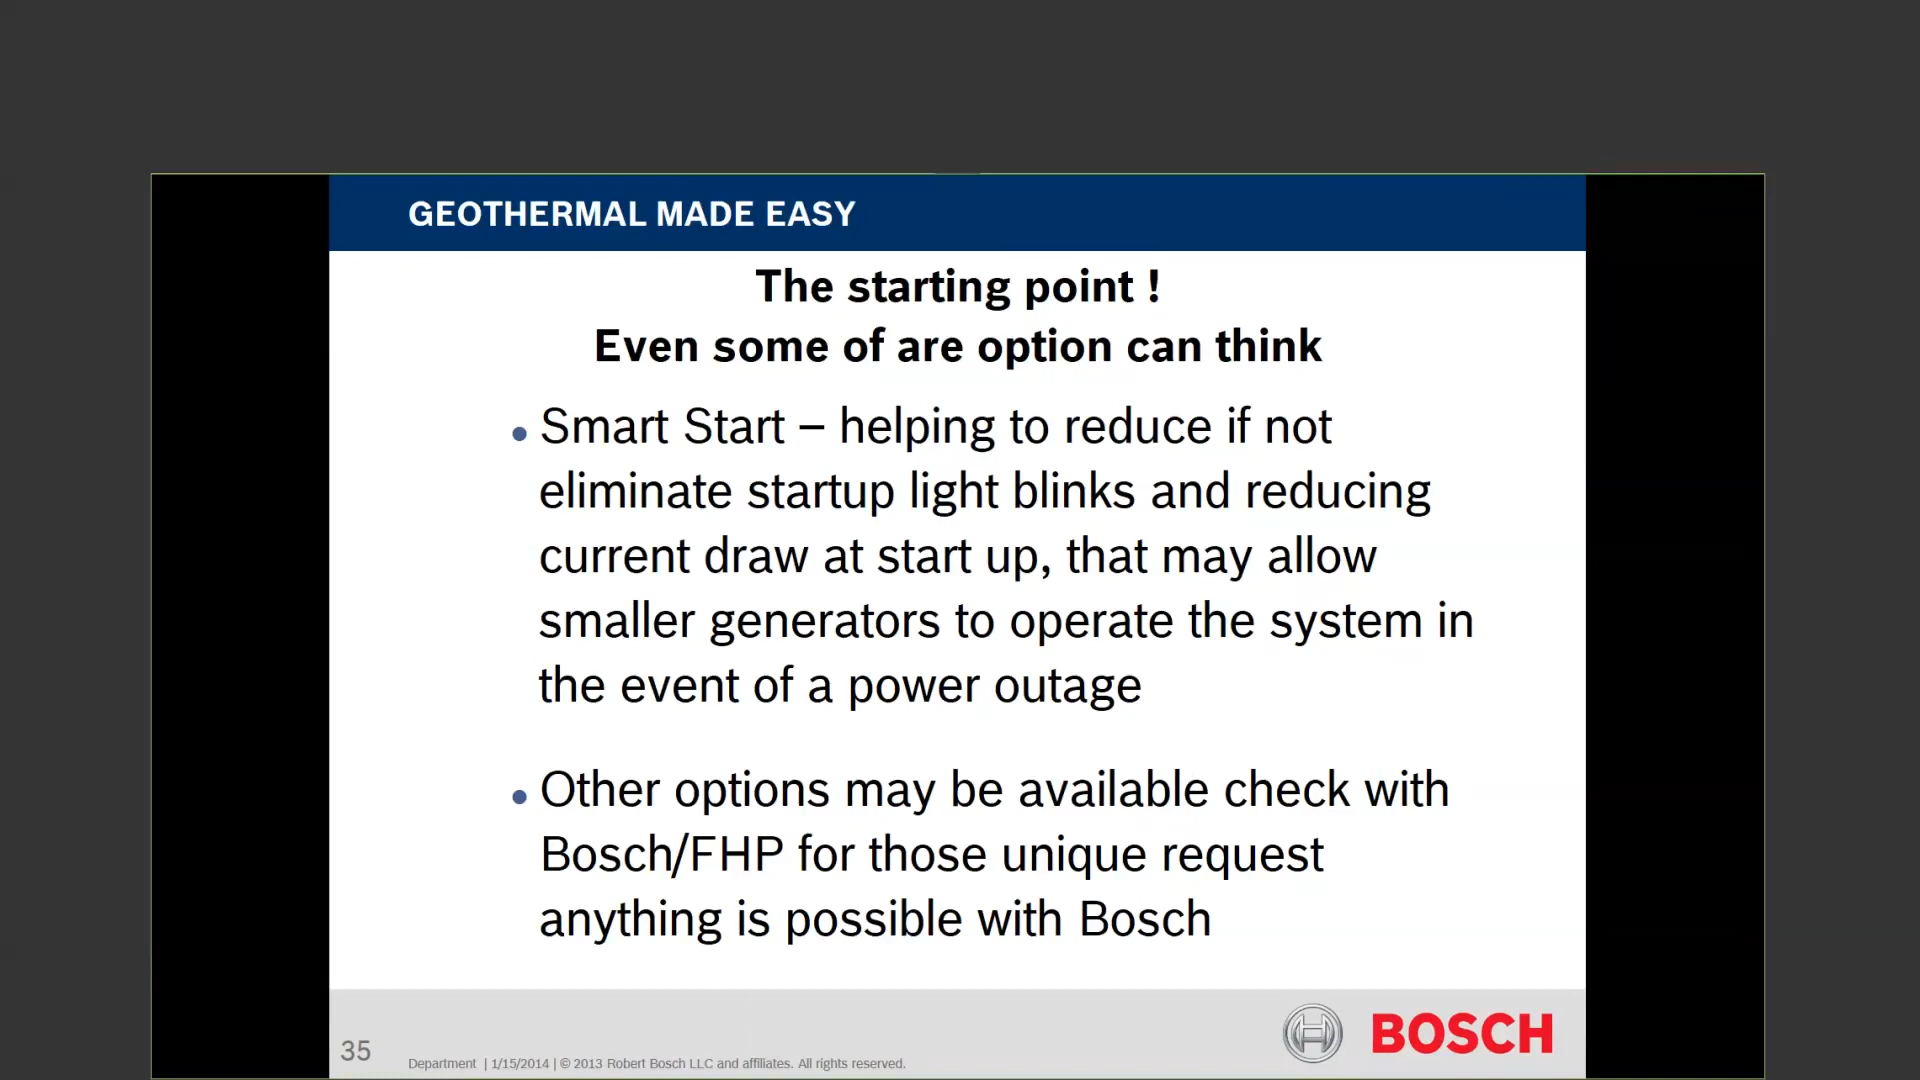 GEOTHERMAL MADE EASY
The starting point !
Even some of are option can think
• Smart Start – helping to reduce if not
eliminate startup light blinks and reducing
current draw at start up, that may allow
smaller generators to operate the system in
the event of a power outage
• Other options may be available check with
Bosch/FHP for those unique request
anything is possible with Bosch
35
Department | 1/15/2014 | © 2013 Robert Bosch LLC and affiliates. All rights reserved.
BOSCH